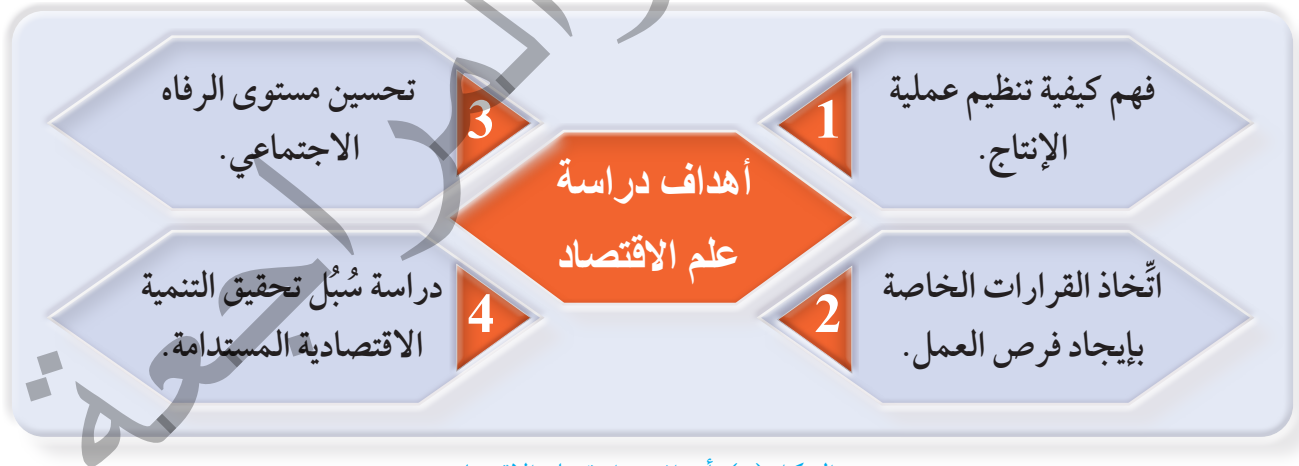 أهداف دراسة
علم الاقتصاد
1
فهم كيفية تنظيم عملية
الإنتاج.
2
اتِّخاذ القرارات الخاصة
بإيجاد فرص العمل.
3
تحسين مستوى الرفاه
الاجتماعي.
4
دراسة سُبُل تحقيق التنمية
الاقتصادية المستدامة.